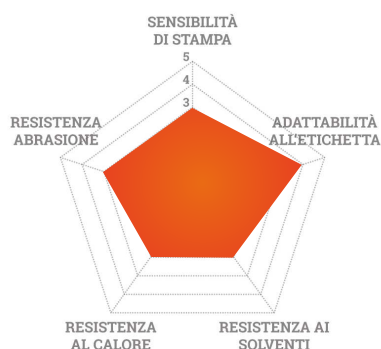 SENSIBILITÀ
DI STAMPA
5
4
3
RESISTENZA
ABRASIONE
ADATTABILITÀ
ALL'ETICHETTA
RESISTENZA
AL CALORE
RESISTENZA AI
SOLVENTI